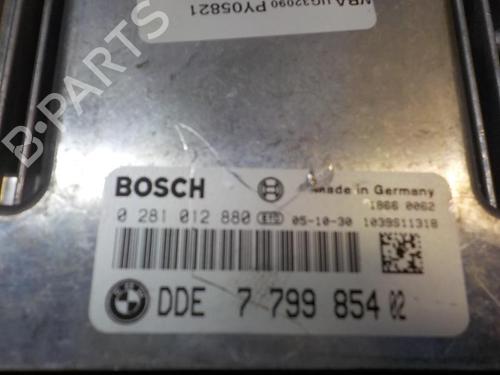 WBAUG32090 PY05821
B-PARTS
BOSCH
Made in Germany
1866 0062
0 281 012 880 05-10-30 1039S11318
DDE 7 799 854 02